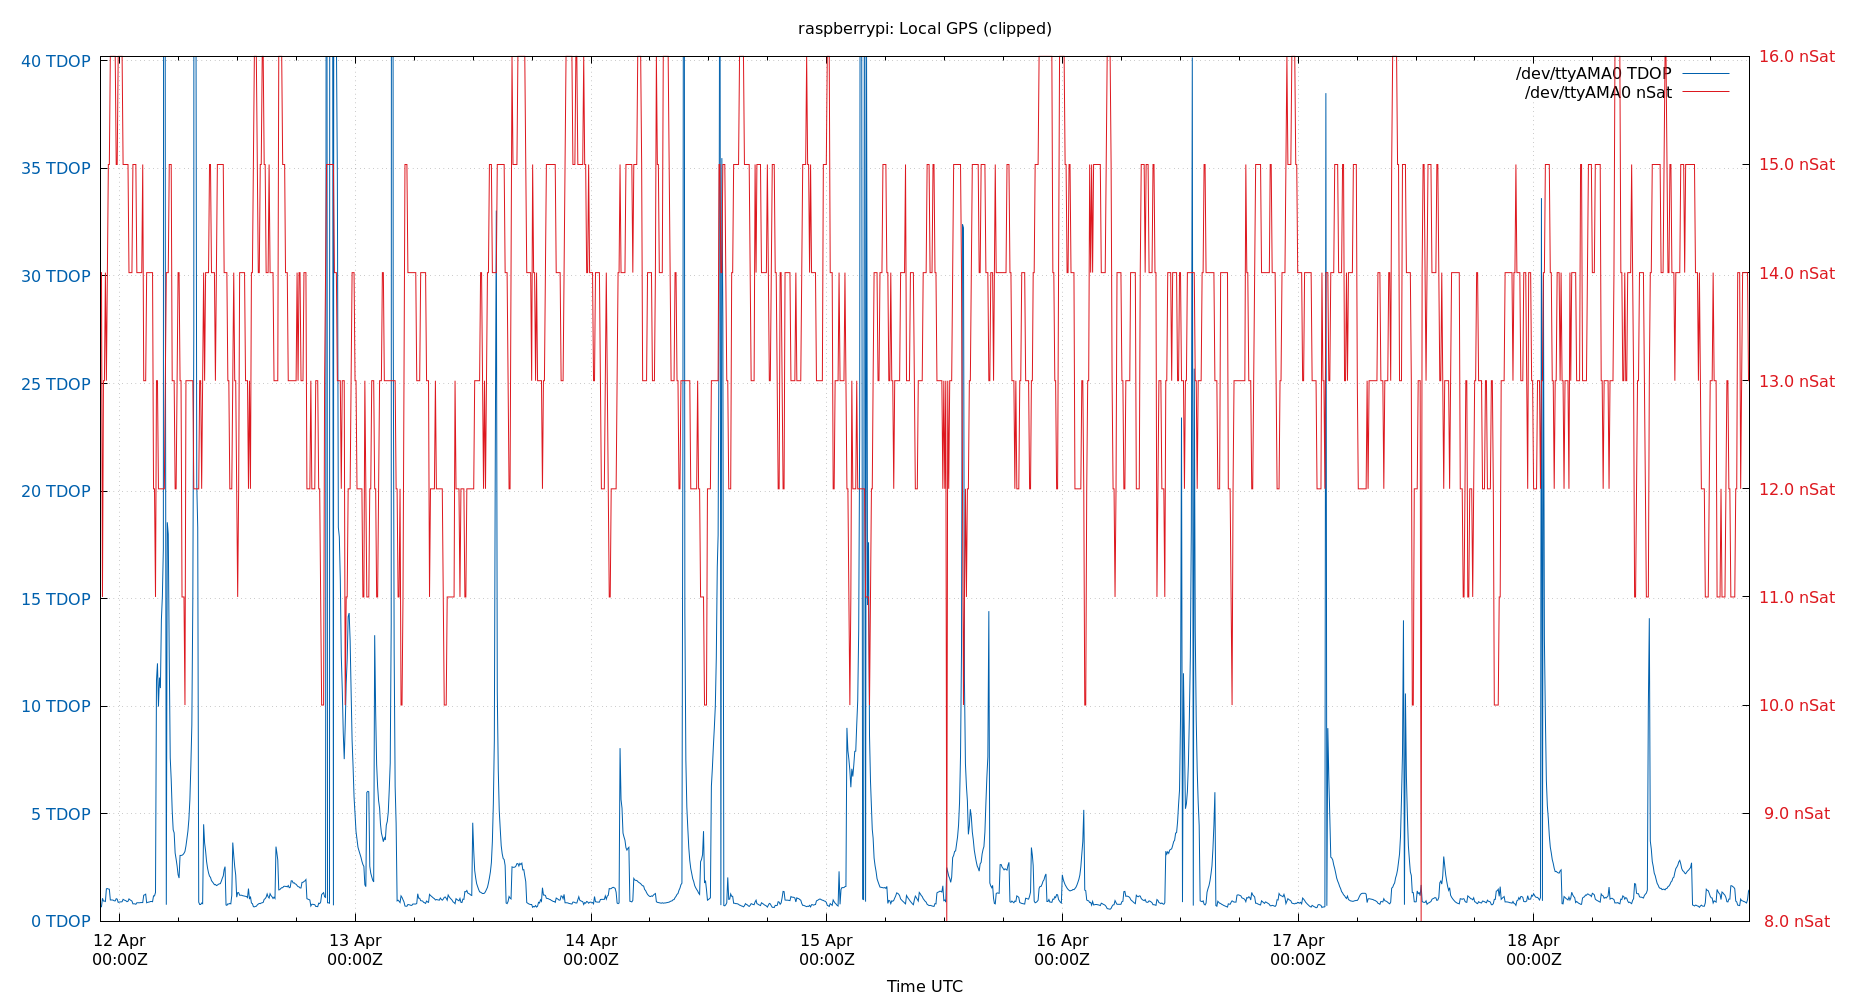 raspberrypi: Local GPS (clipped)
40 TDOP
35 TDOP
30 TDOP
25 TDOP
20 TDOP
15 TDOP
10 TDOP
5 TDOP
0 TDOP
16.0 nSat
15.0 nSat
14.0 nSat
13.0 nSat
12.0 nSat
11.0 nSat
10.0 nSat
9.0 nSat
8.0 nSat
/dev/ttyAMA0 TDOP
/dev/ttyAMA0 nSat
12 Apr
00:00Z
13 Apr
00:00Z
14 Apr
00:00Z
15 Apr
00:00Z
16 Apr
00:00Z
17 Apr
00:00Z
18 Apr
00:00Z
Time UTC